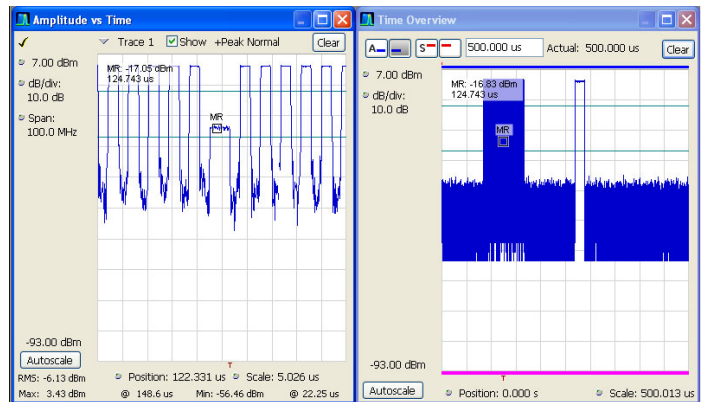 Amplitude vs Time
Trace 1 Show +Peak Normal Clear
7.00 dBm
dB/div:
10.0 dB
Span:
100.0 MHz
MR: -17.05 dBm
124.743 us
MR
-93.00 dBm
Autoscale
Position: 122.331 us Scale: 5.026 us
RMS: -6.13 dBm
Max: 3.43 dBm @ 148.6 us Min: -56.46 dBm @ 22.25 us
T
Time Overview
A S 500.000 us Actual: 500.000 us Clear
7.00 dBm
dB/div:
10.0 dB
MR: -16.83 dBm
124.743 us
MR
-93.00 dBm
T
Autoscale Position: 0.000 s Scale: 500.013 us